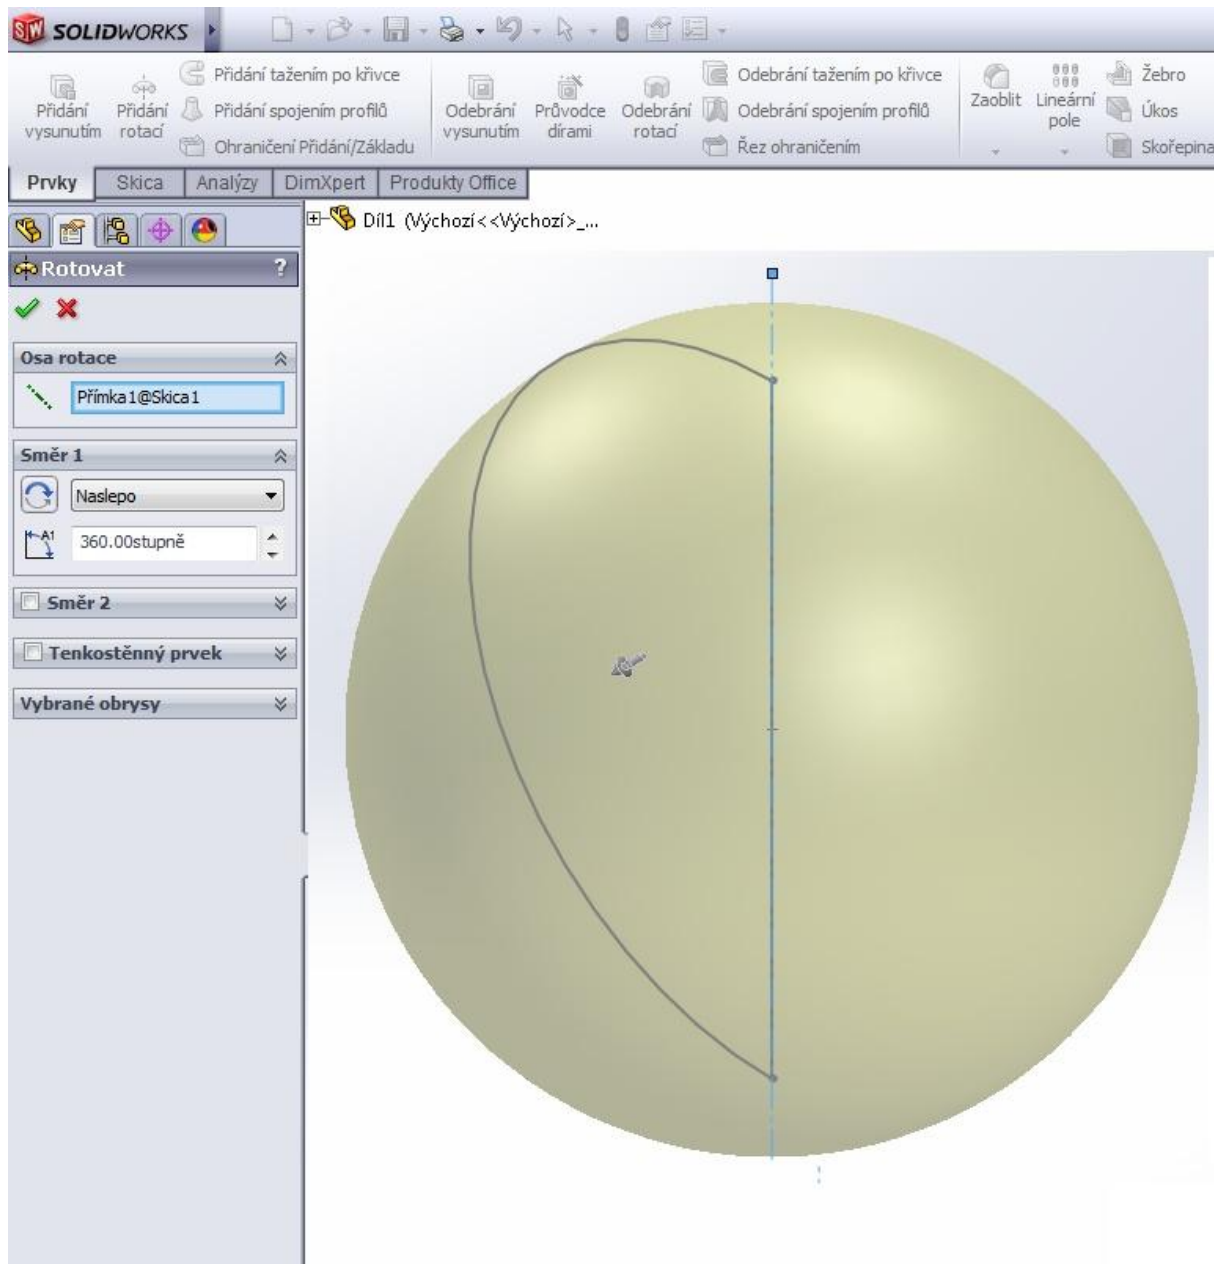 SOLIDWORKS
Přidání vysunutím
Přidání rotací
Přidání tažením po křivce
Přidání spojením profilů
Ohraničení Přidání/Základu
Odebrání vysunutím
Průvodce dírami
Odebrání rotací
Odebrání tažením po křivce
Odebrání spojením profilů
Řez ohraničením
Zaoblit
Lineární pole
Žebro
Úkos
Skořepina
Prvky Skica Analýzy DimXpert Produkty Office
Díl1 (Výchozí<<Výchozí>_...
Rotovat ?
Osa rotace
Přímka1@Skica1
Směr 1
Naslepo
A1 360.00stupně
Směr 2
Tenkostěnný prvek
Vybrané obrysy